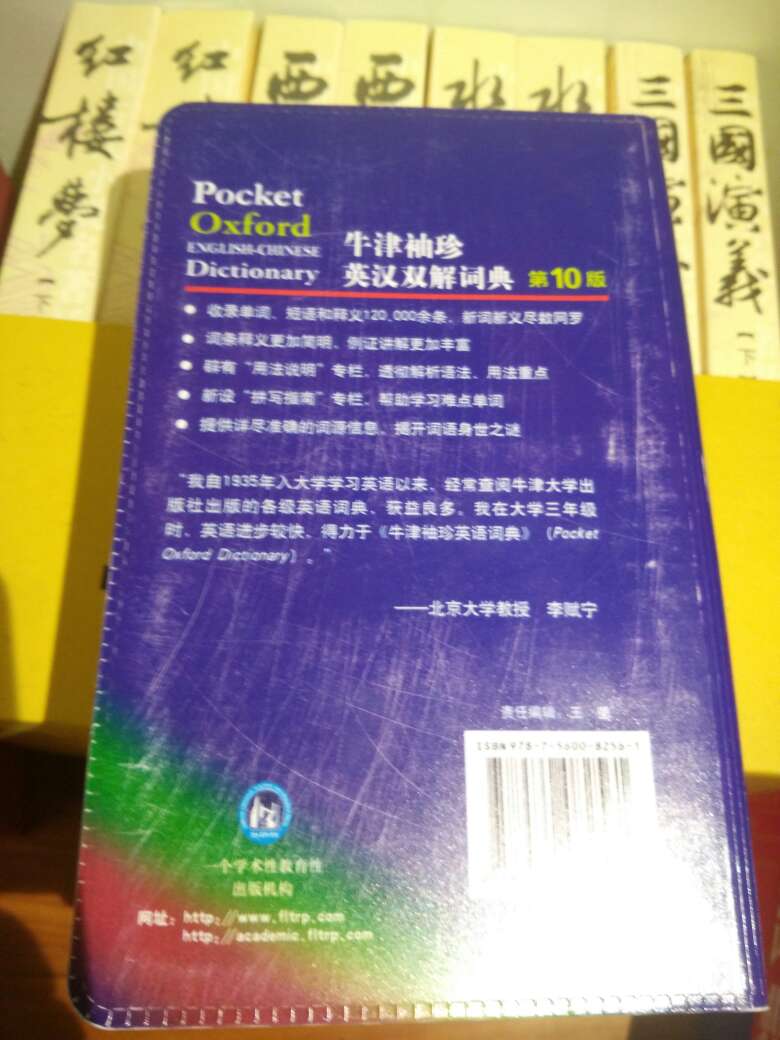 红楼梦【下
红
西
西
水
水
三國
三國演義【下
Pocket
Oxford
ENGLISH-CHINESE
Dictionary
牛津袖珍
英汉双解词典 第10版
● 收录单词、短语和释义120,000余条，新词新义尽数网罗
● 词条释义更加简明，例证讲解更加丰富
● 辟有“用法说明”专栏，透彻解析语法、用法重点
● 新设“拼写指南”专栏，帮助学习难点单词
● 提供详尽准确的词源信息，揭开词语身世之谜
“我自1935年入大学学习英语以来，经常查阅牛津大学出
版社出版的各级英语词典，获益良多。我在大学三年级
时，英语进步较快，得力于《牛津袖珍英语词典》（Pocket
Oxford Dictionary）。”
——北京大学教授 李赋宁
责任编辑：王
ISBN 978-7-5600-8256-1
一个学术性教育性
出版机构
网址：http://www.fltrp.com
http://academic.fltrp.com